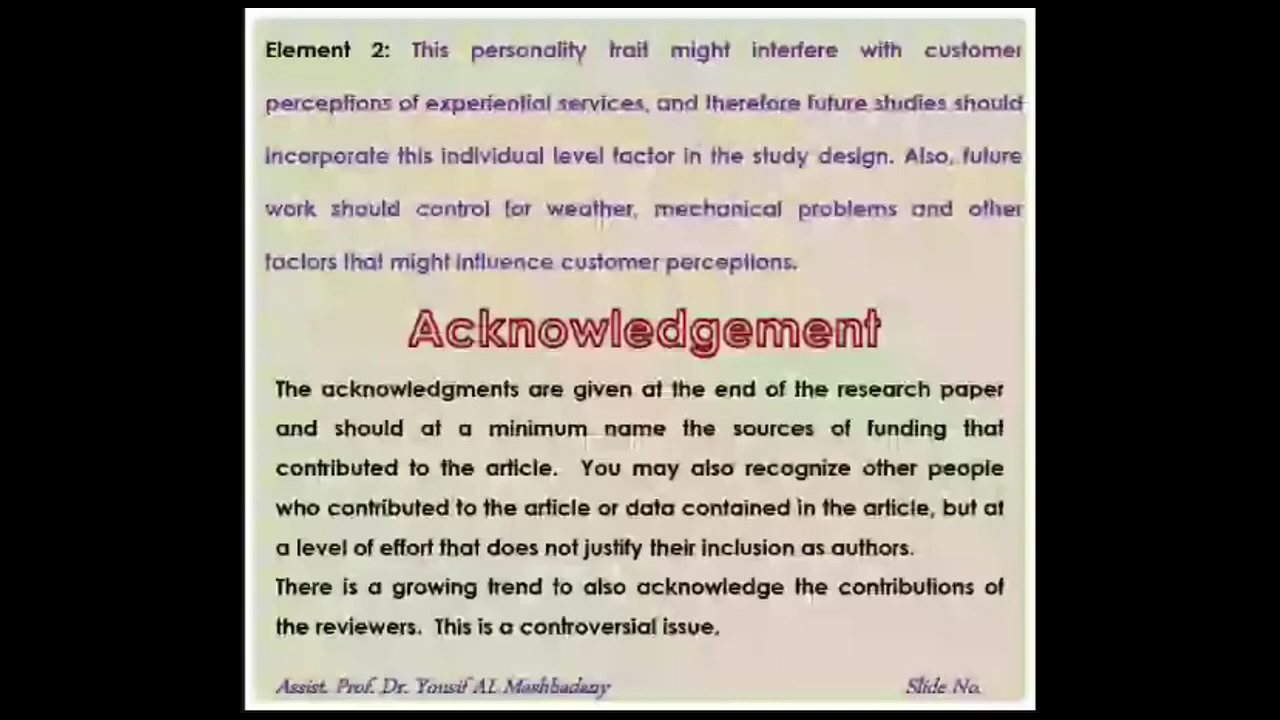 Element 2: This personality trait might interfere with customer
perceptions of experiential services, and therefore future studies should
incorporate this individual level factor in the study design. Also, future
work should control for weather, mechanical problems and other
factors that might influence customer perceptions.
Acknowledgement
The acknowledgments are given at the end of the research paper
and should at a minimum name the sources of funding that
contributed to the article. You may also recognize other people
who contributed to the article or data contained in the article, but at
a level of effort that does not justify their inclusion as authors.
There is a growing trend to also acknowledge the contributions of
the reviewers. This is a controversial issue.
Assist. Prof. Dr. Yousif AL Mashhadany Slide No.